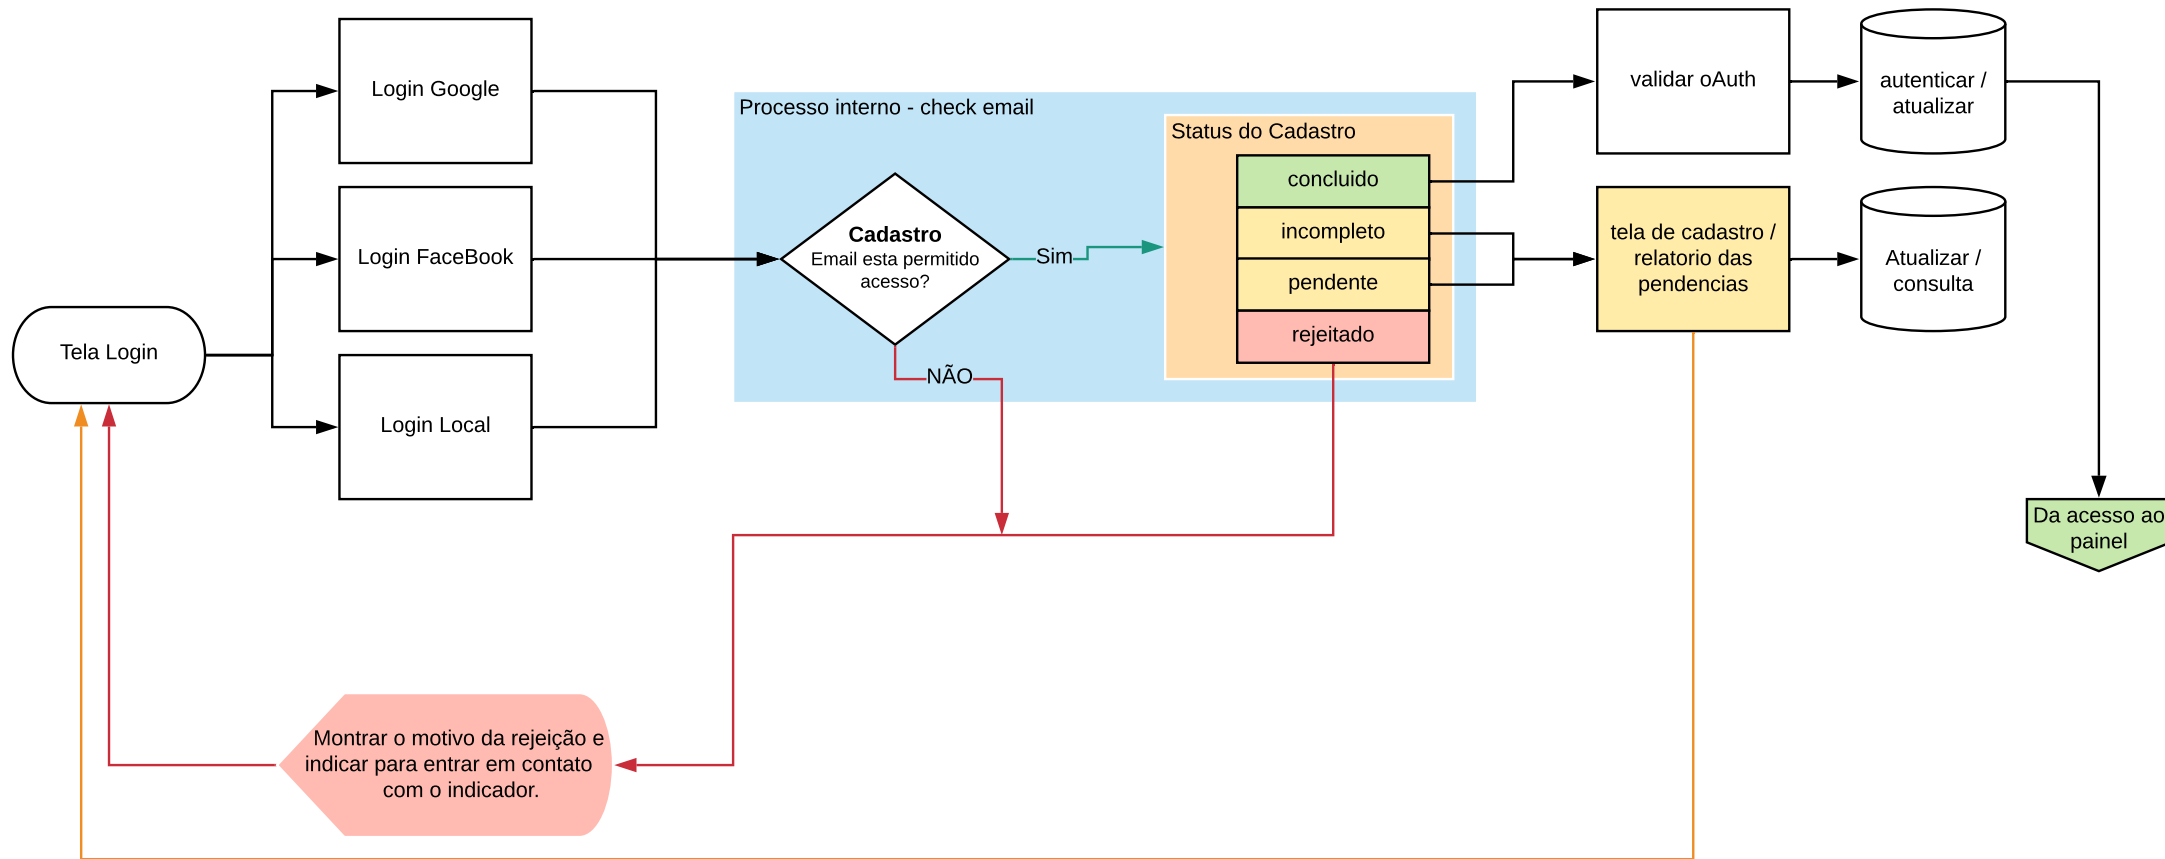 Login Google
Login FaceBook
Login Local
Tela Login
Processo interno - check email
Cadastro
Email esta permitido
acesso?
Sim
NÃO
Status do Cadastro
concluido
incompleto
pendente
rejeitado
validar oAuth
autenticar /
atualizar
tela de cadastro /
relatorio das
pendencias
Atualizar /
consulta
Da acesso ao
painel
Montrar o motivo da rejeição e
indicar para entrar em contato
com o indicador.